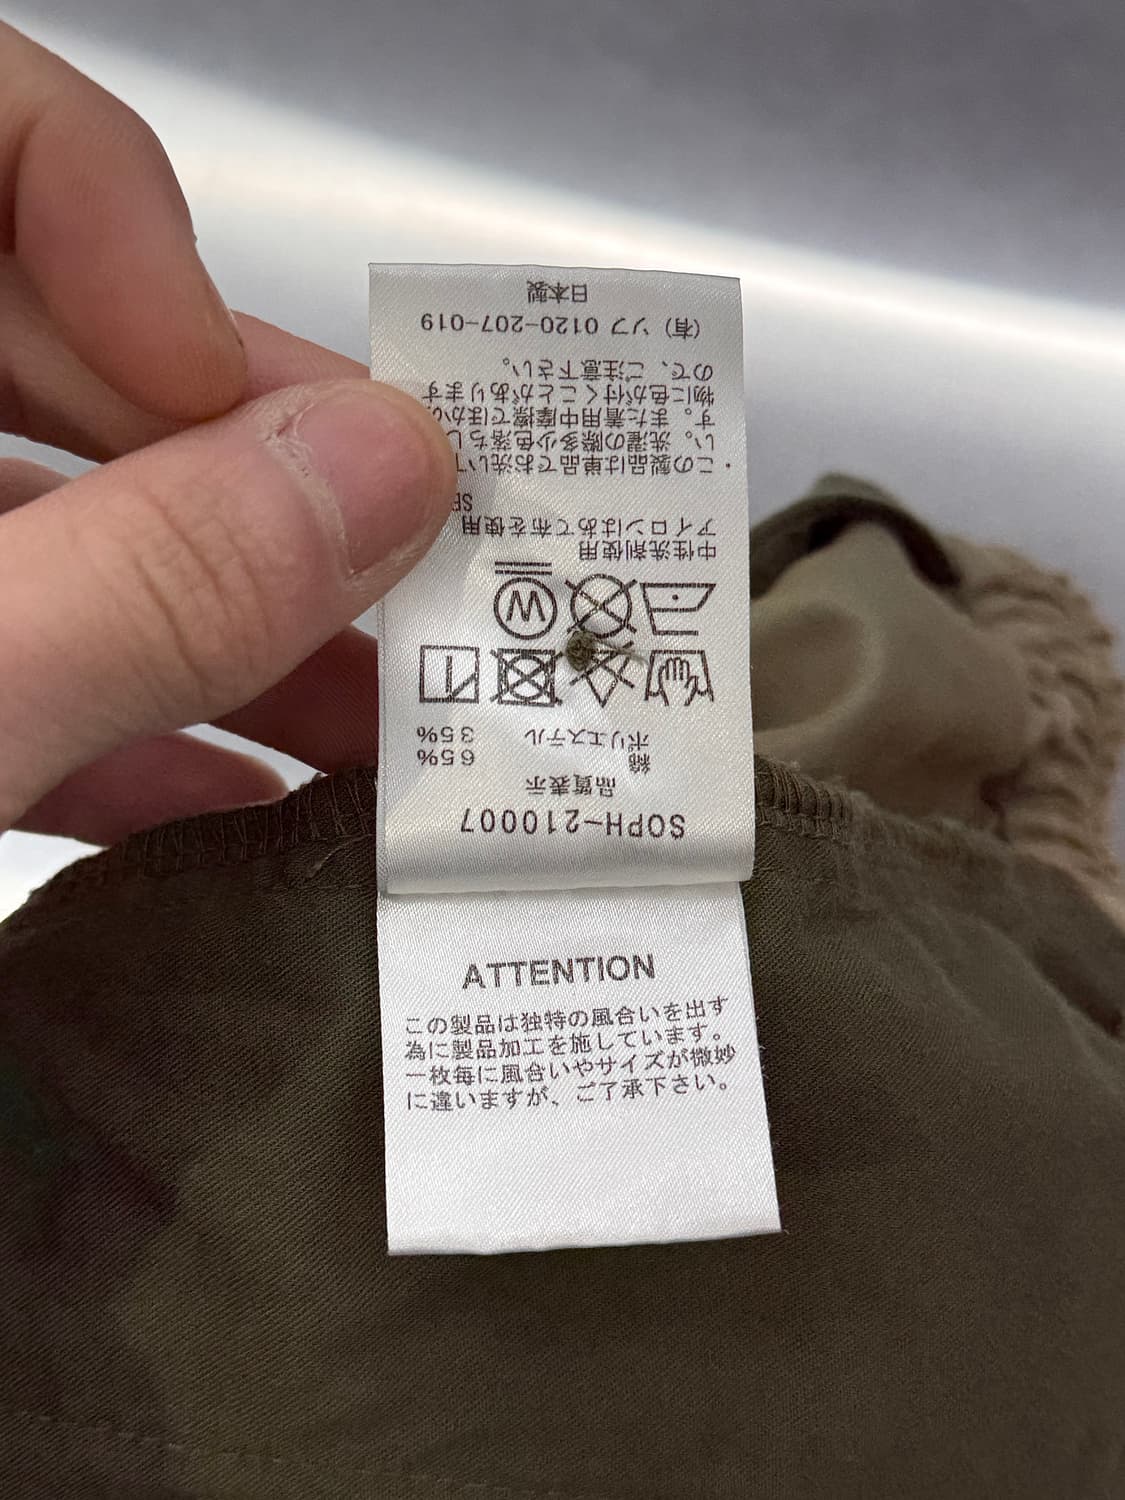 SOPH-210007
品質表示
綿 65%
ポリエステル 35%
中性洗剤使用
アイロンはあて布を使用
・この製品は単品でお洗い
い。洗濯の際多少色落ち
す。また着用中摩擦でほか
物に色が付くことがあります
ので、ご注意下さい。
(有) ソフ 0120-207-019
日本製
ATTENTION
この製品は独特の風合いを出す
為に製品加工を施しています。
一枚毎に風合いやサイズが微妙
に違いますが、ご了承下さい。